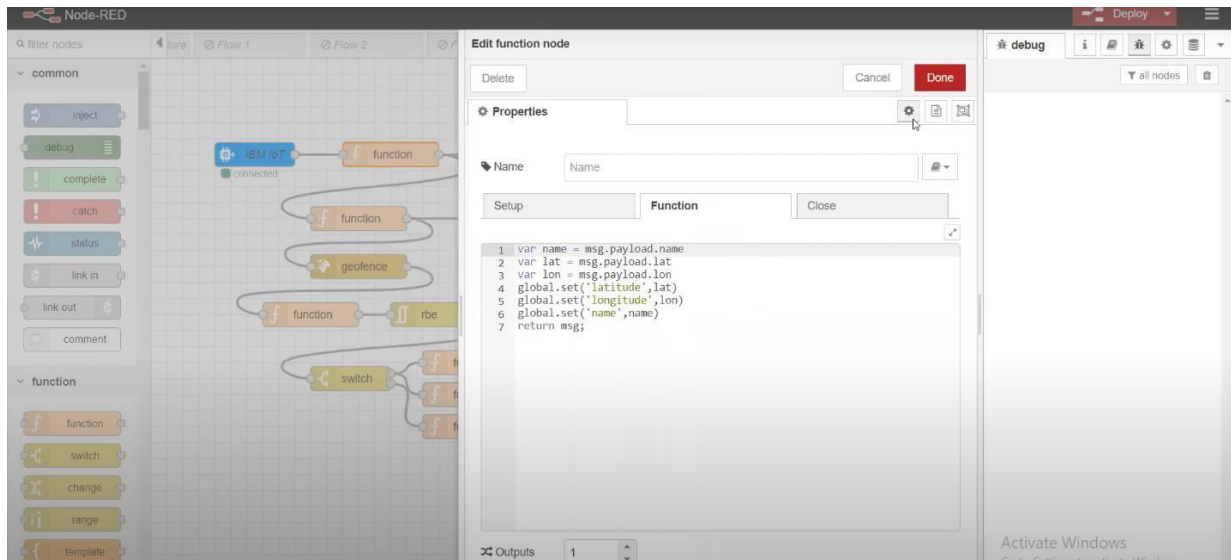 Node-RED
Deploy
filter nodes
ture
Flow 1
Flow 2
Edit function node
debug
i
common
Delete
Cancel
Done
all nodes
Properties
inject
debug
IBM IoT
function
connected
Name
Name
complete
Setup
Function
Close
catch
function
status
geofence
link in
link out
function
rbe
comment
switch
function
function
switch
change
range
template
1 var name = msg.payload.name
2 var lat = msg.payload.lat
3 var lon = msg.payload.lon
4 global.set('latitude',lat)
5 global.set('longitude',lon)
6 global.set('name',name)
7 return msg;
Outputs
1
Activate Windows